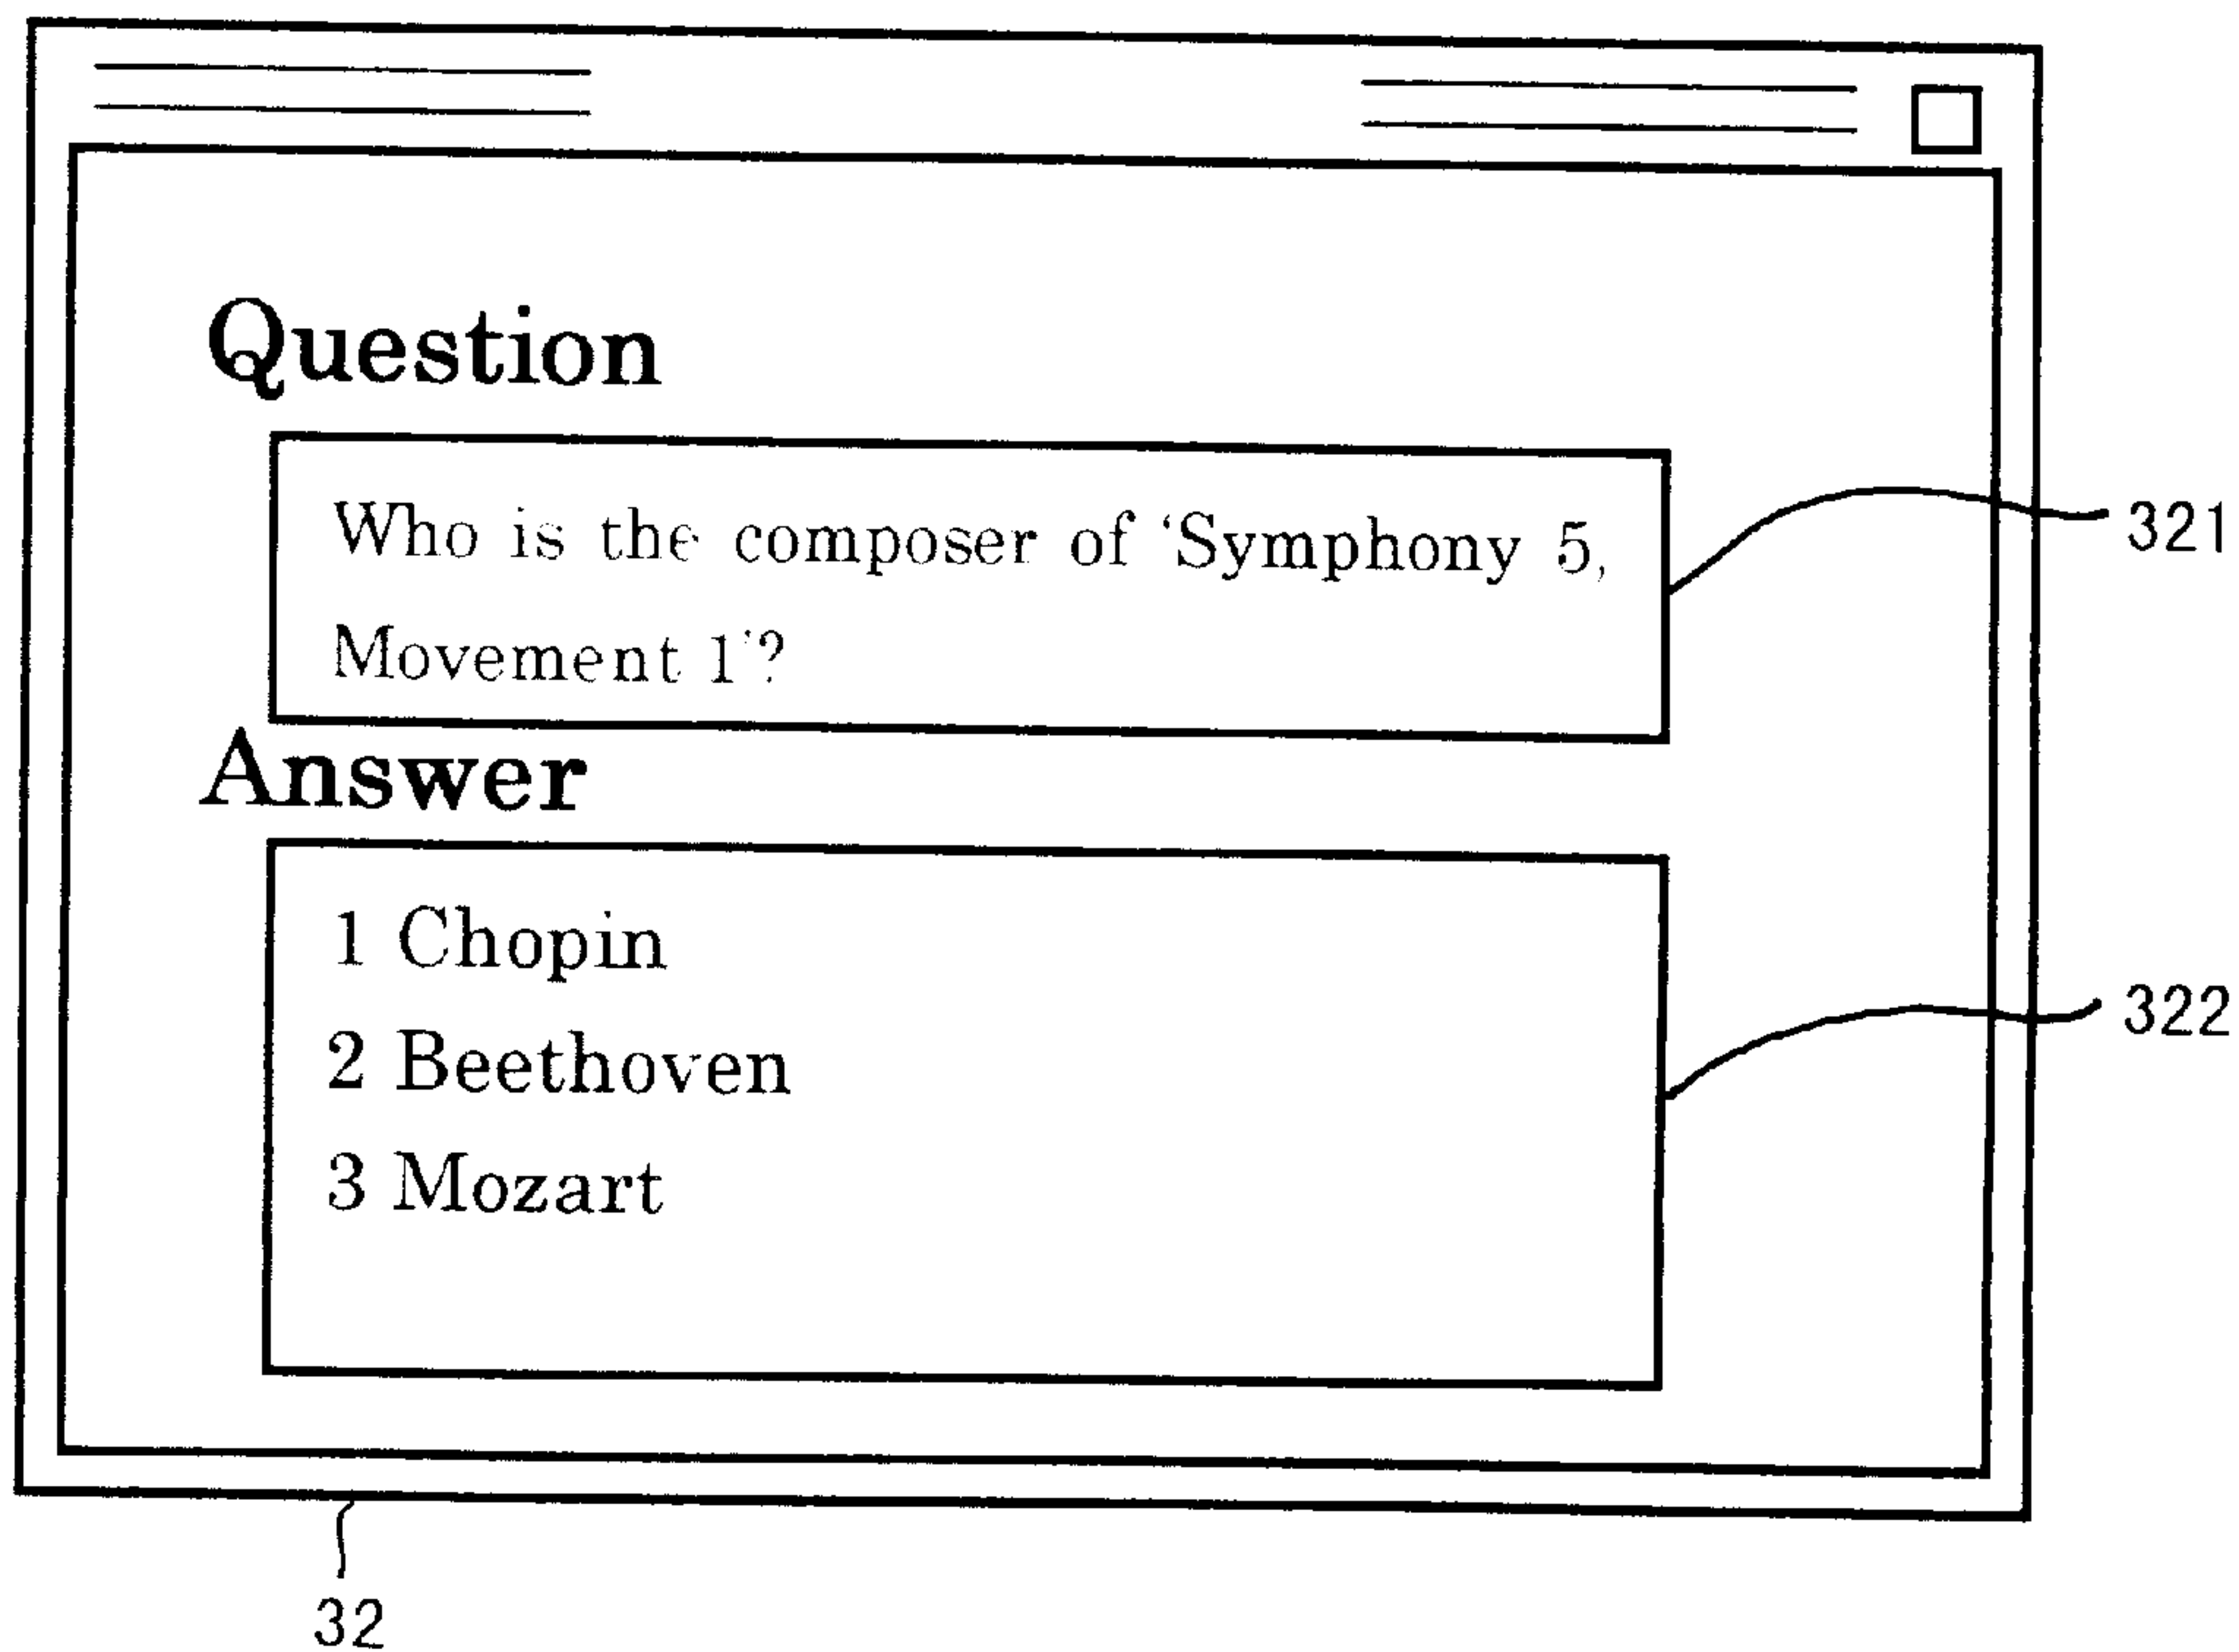 Question
Who is the composer of ‘Symphony 5,
Movement 1’?
321
Answer
1 Chopin
2 Beethoven
3 Mozart
322
32